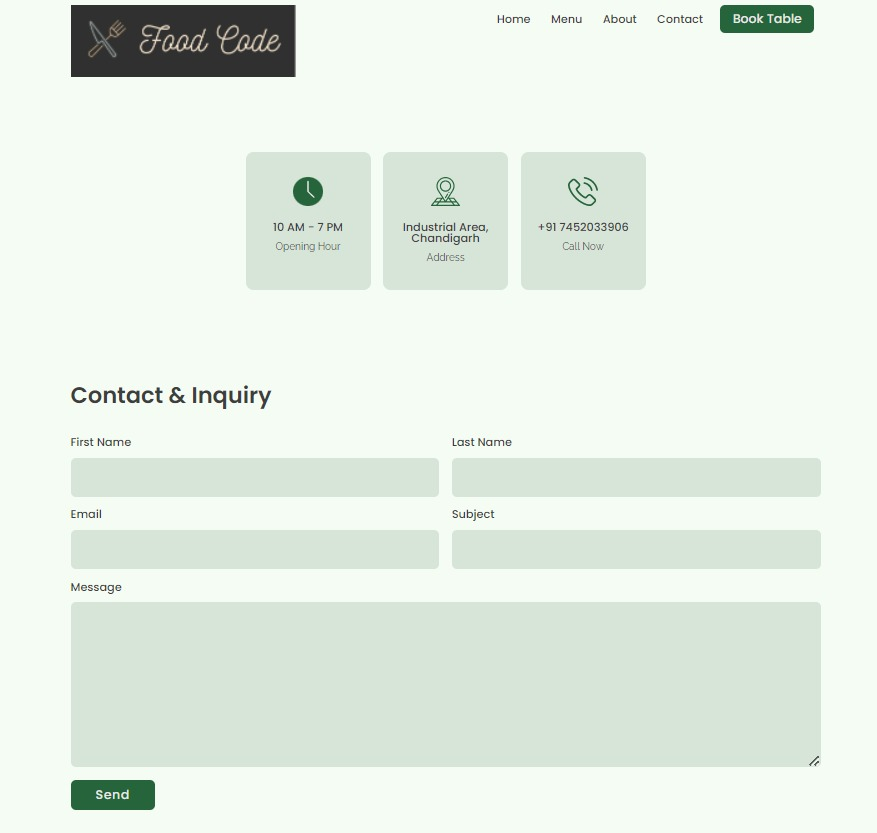 Food Code
Home Menu About Contact Book Table
10 AM - 7 PM
Opening Hour
Industrial Area,
Chandigarh
Address
+91 7452033906
Call Now
Contact & Inquiry
First Name
Last Name
Email
Subject
Message
Send